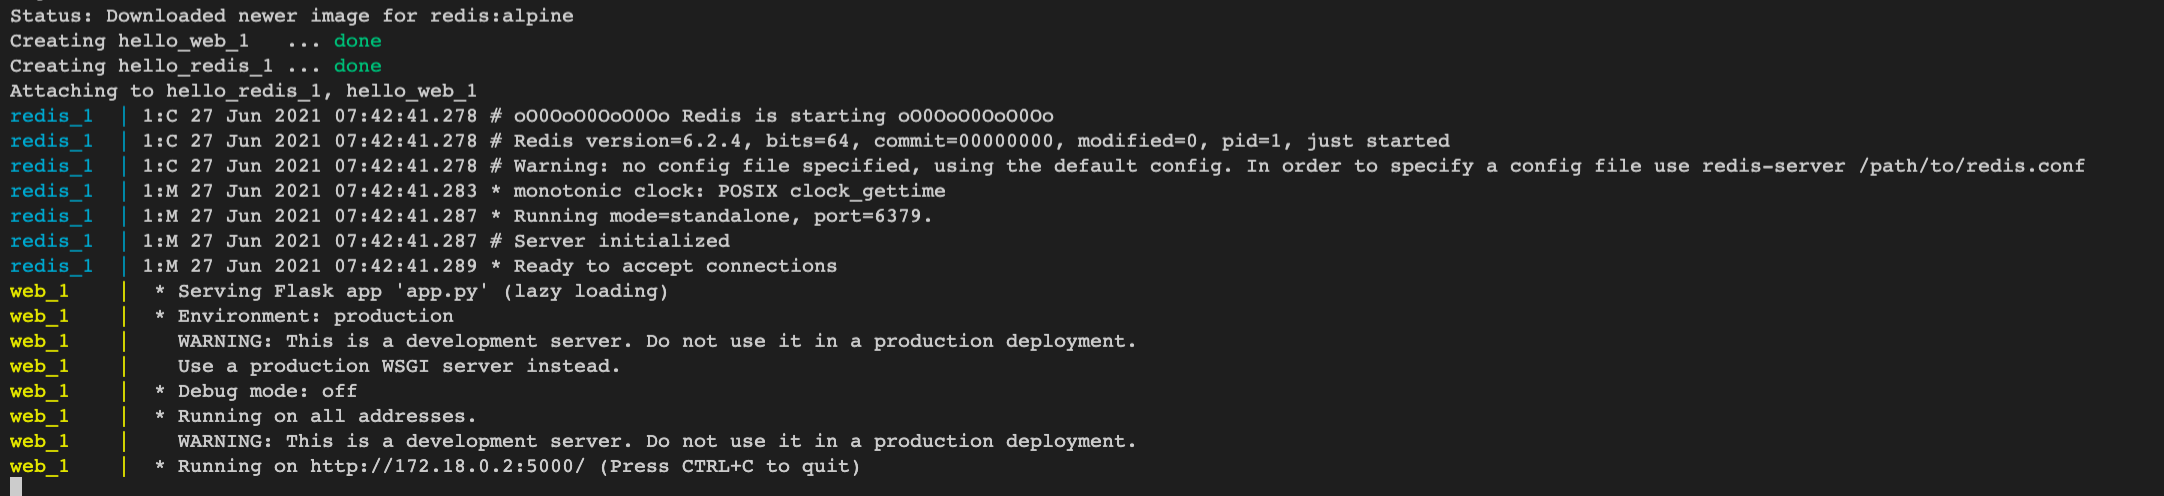 Status: Downloaded newer image for redis:alpine
Creating hello_web_1   ... done
Creating hello_redis_1 ... done
Attaching to hello_redis_1, hello_web_1
redis_1  | 1:C 27 Jun 2021 07:42:41.278 # oO0OoO0OoO0Oo Redis is starting oO0OoO0OoO0Oo
redis_1  | 1:C 27 Jun 2021 07:42:41.278 # Redis version=6.2.4, bits=64, commit=00000000, modified=0, pid=1, just started
redis_1  | 1:C 27 Jun 2021 07:42:41.278 # Warning: no config file specified, using the default config. In order to specify a config file use redis-server /path/to/redis.conf
redis_1  | 1:M 27 Jun 2021 07:42:41.283 * monotonic clock: POSIX clock_gettime
redis_1  | 1:M 27 Jun 2021 07:42:41.287 * Running mode=standalone, port=6379.
redis_1  | 1:M 27 Jun 2021 07:42:41.287 # Server initialized
redis_1  | 1:M 27 Jun 2021 07:42:41.289 * Ready to accept connections
web_1    |  * Serving Flask app 'app.py' (lazy loading)
web_1    |  * Environment: production
web_1    |    WARNING: This is a development server. Do not use it in a production deployment.
web_1    |    Use a production WSGI server instead.
web_1    |  * Debug mode: off
web_1    |  * Running on all addresses.
web_1    |    WARNING: This is a development server. Do not use it in a production deployment.
web_1    |  * Running on http://172.18.0.2:5000/ (Press CTRL+C to quit)